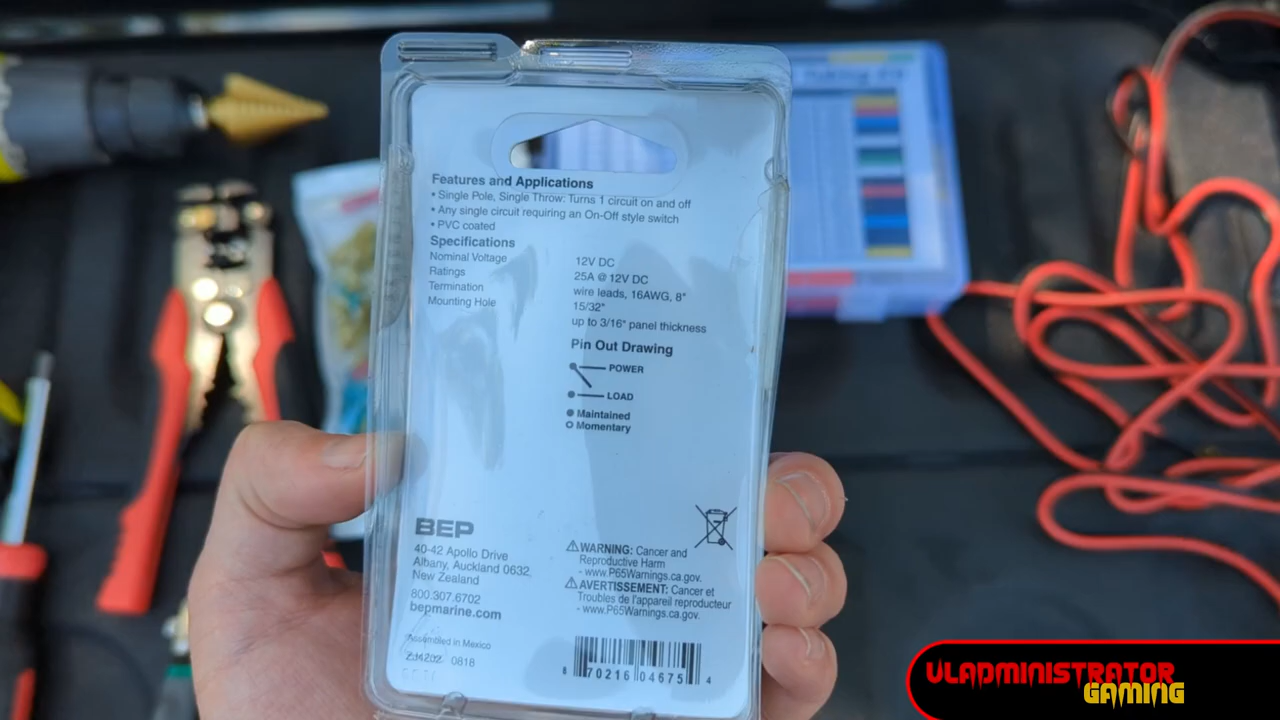 Features and Applications
• Single Pole, Single Throw: Turns 1 circuit on and off
• Any single circuit requiring an On-Off style switch
• PVC coated
Specifications
Nominal Voltage 12V DC
Ratings 25A @ 12V DC
Termination wire leads, 16AWG, 8"
Mounting Hole 15/32"
up to 3/16" panel thickness
Pin Out Drawing
POWER
LOAD
Maintained
Momentary
BEP
40-42 Apollo Drive
Albany, Auckland 0632,
New Zealand
800.307.6702
bepmarine.com
Assembled in Mexico
0818
⚠WARNING: Cancer and
Reproductive Harm
- www.P65Warnings.ca.gov.
⚠AVERTISSEMENT: Cancer et
Troubles de l'appareil reproducteur
- www.P65Warnings.ca.gov.
8 70216 04675 4
VLADMINISTRATOR
GAMING